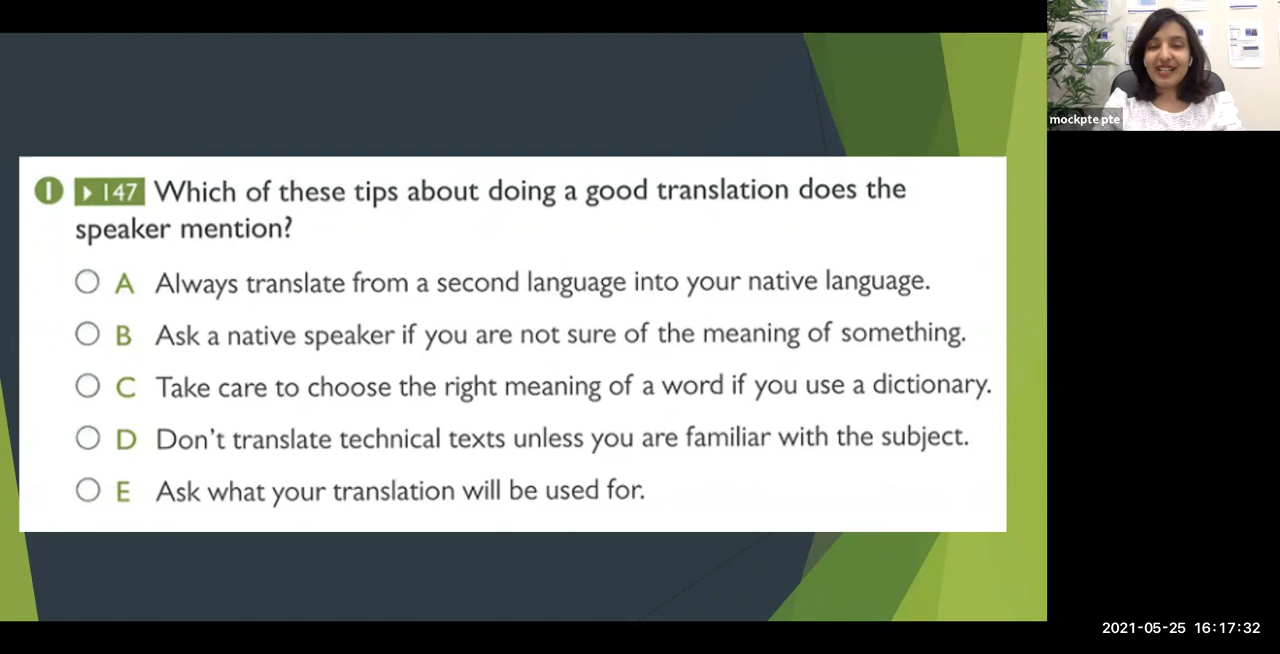 1 147 Which of these tips about doing a good translation does the
speaker mention?
A Always translate from a second language into your native language.
B Ask a native speaker if you are not sure of the meaning of something.
C Take care to choose the right meaning of a word if you use a dictionary.
D Don't translate technical texts unless you are familiar with the subject.
E Ask what your translation will be used for.
mockpte pte
2021-05-25 16:17:32